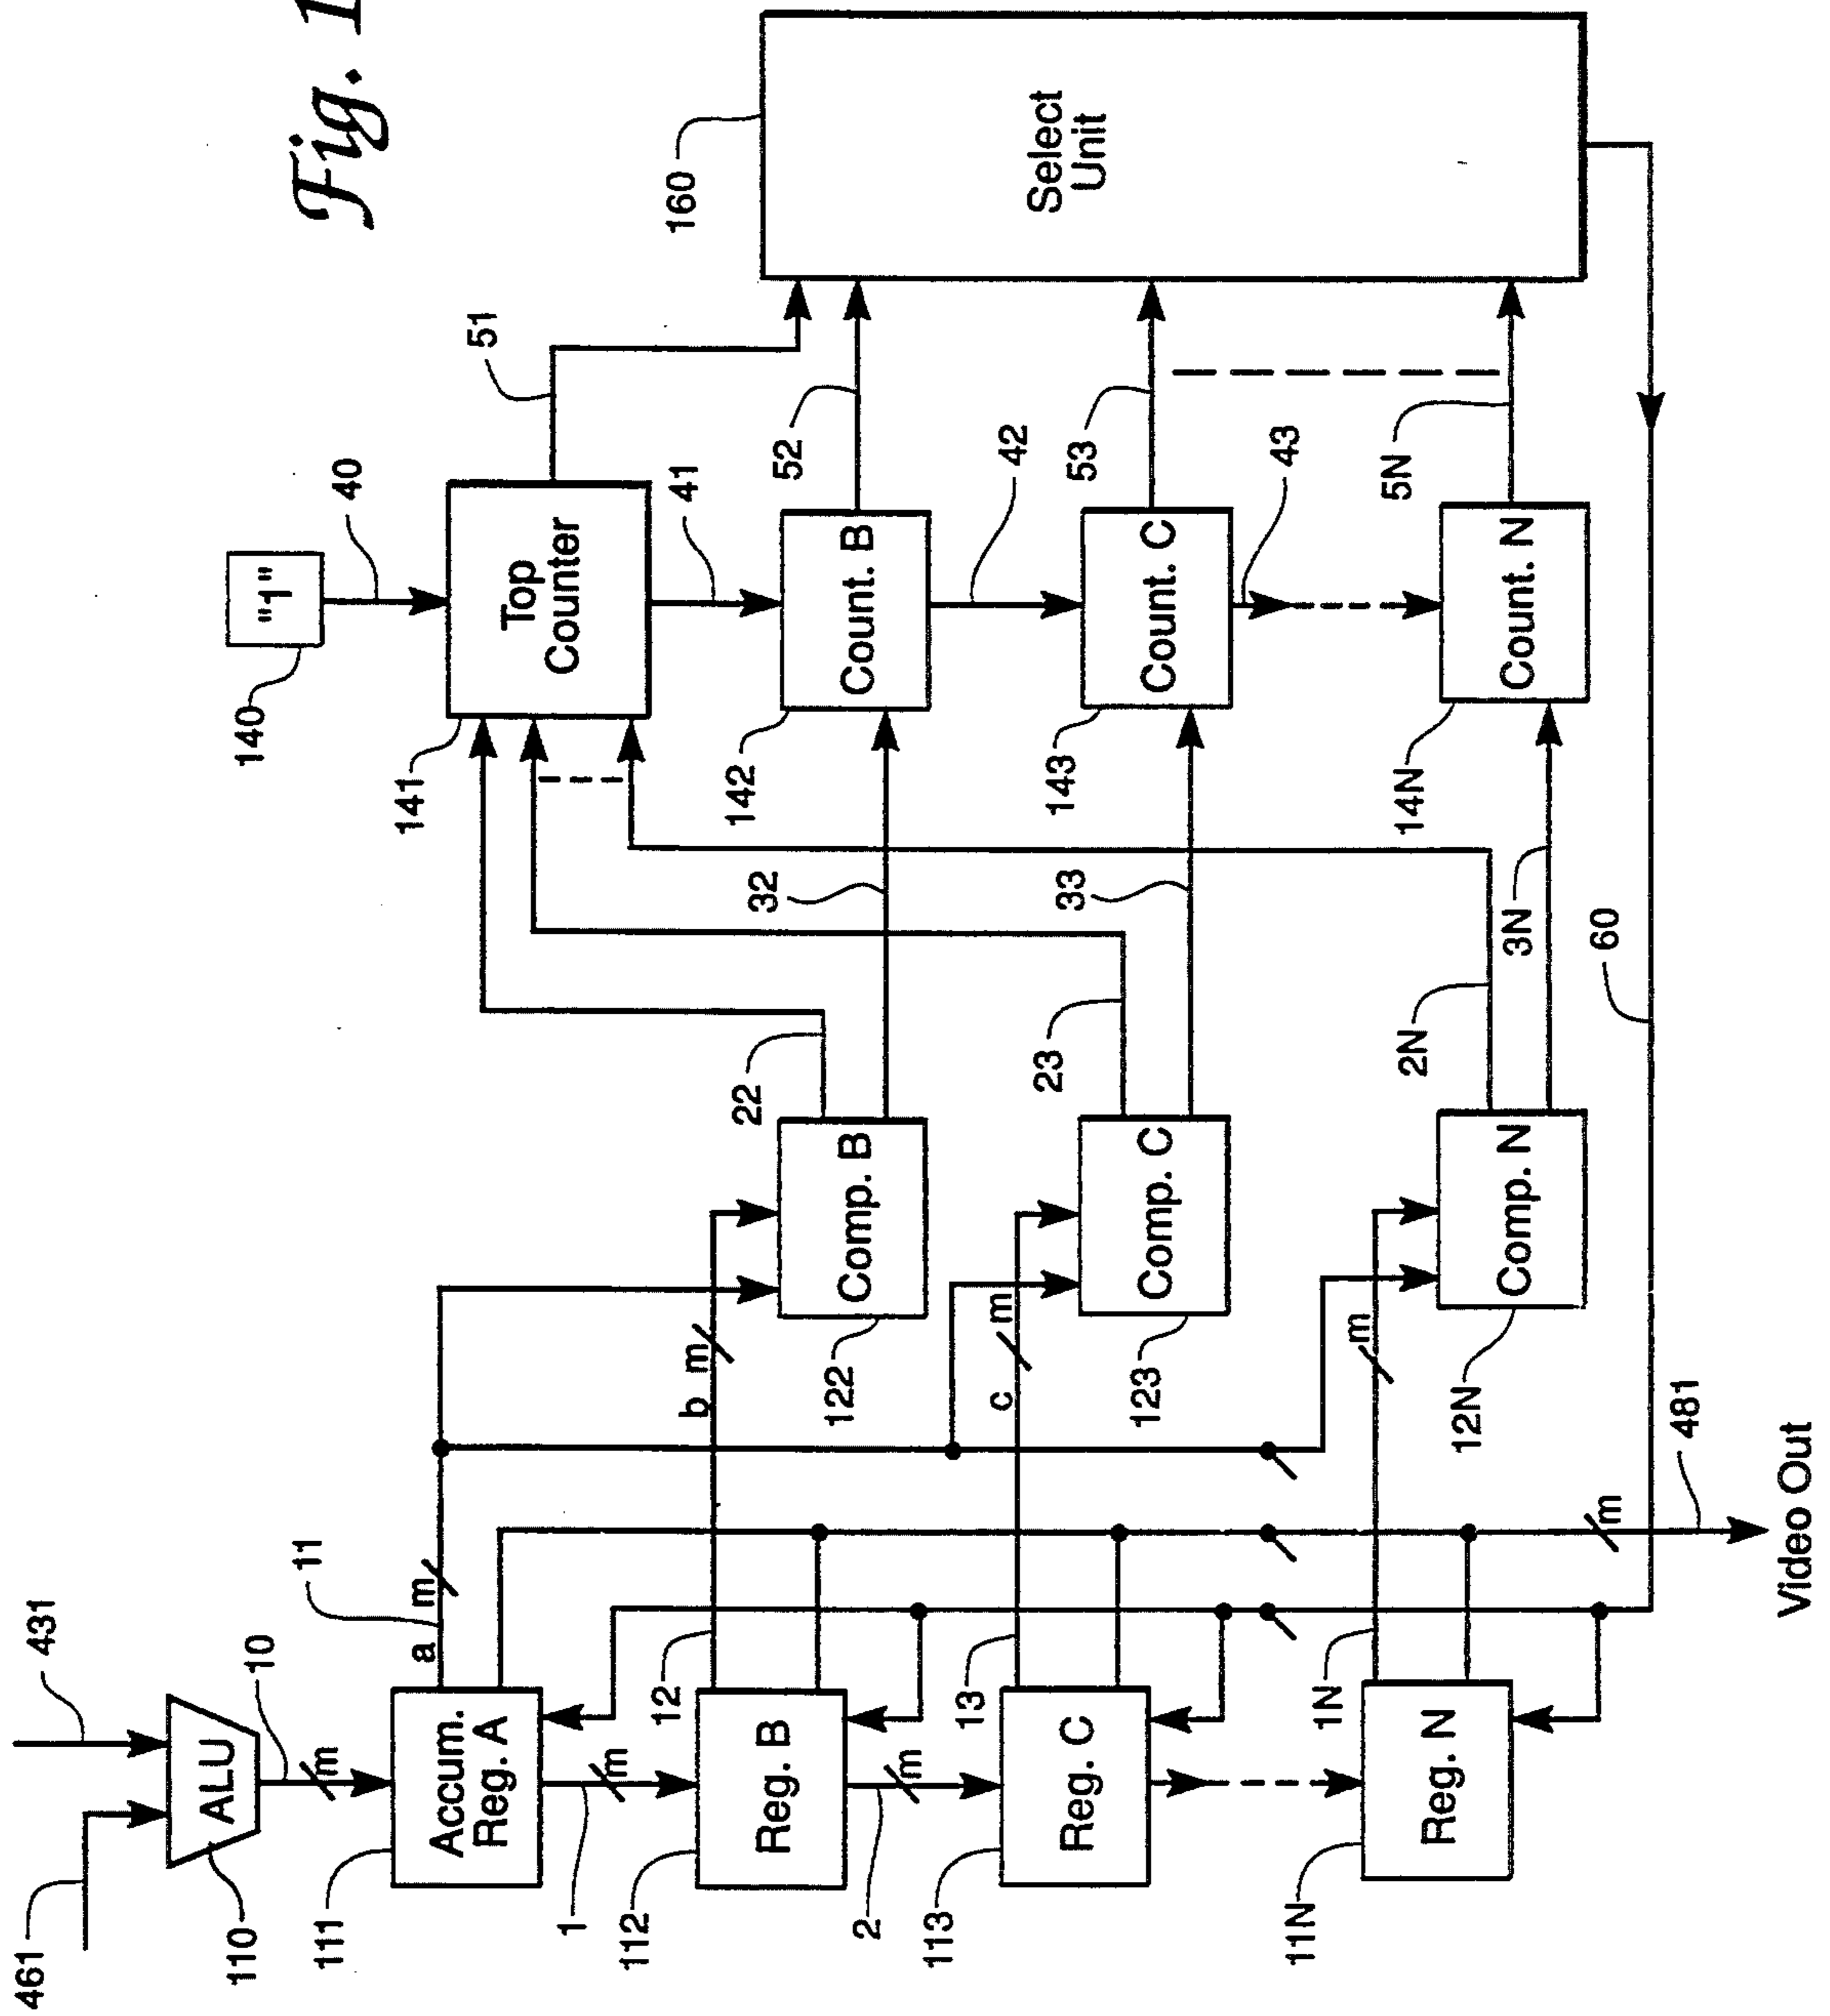 Fig. 1
461
431
110
ALU
10
m
111
Accum.
Reg. A
a
m
11
1
m
112
Reg. B
12
b
m
2
m
113
Reg. C
13
c
m
11N
Reg. N
1N
m
m
481
Video Out
122
Comp. B
22
32
123
Comp. C
23
33
12N
Comp. N
2N
3N
60
140
"1"
40
141
Top
Counter
51
41
142
Count. B
52
42
143
Count. C
53
43
14N
Count. N
5N
160
Select
Unit